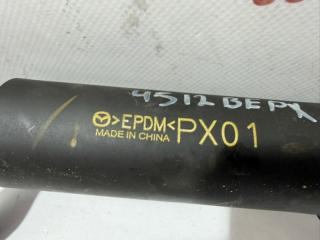 4512 ВЕРХ
>EPDM< PX01
MADE IN CHINA